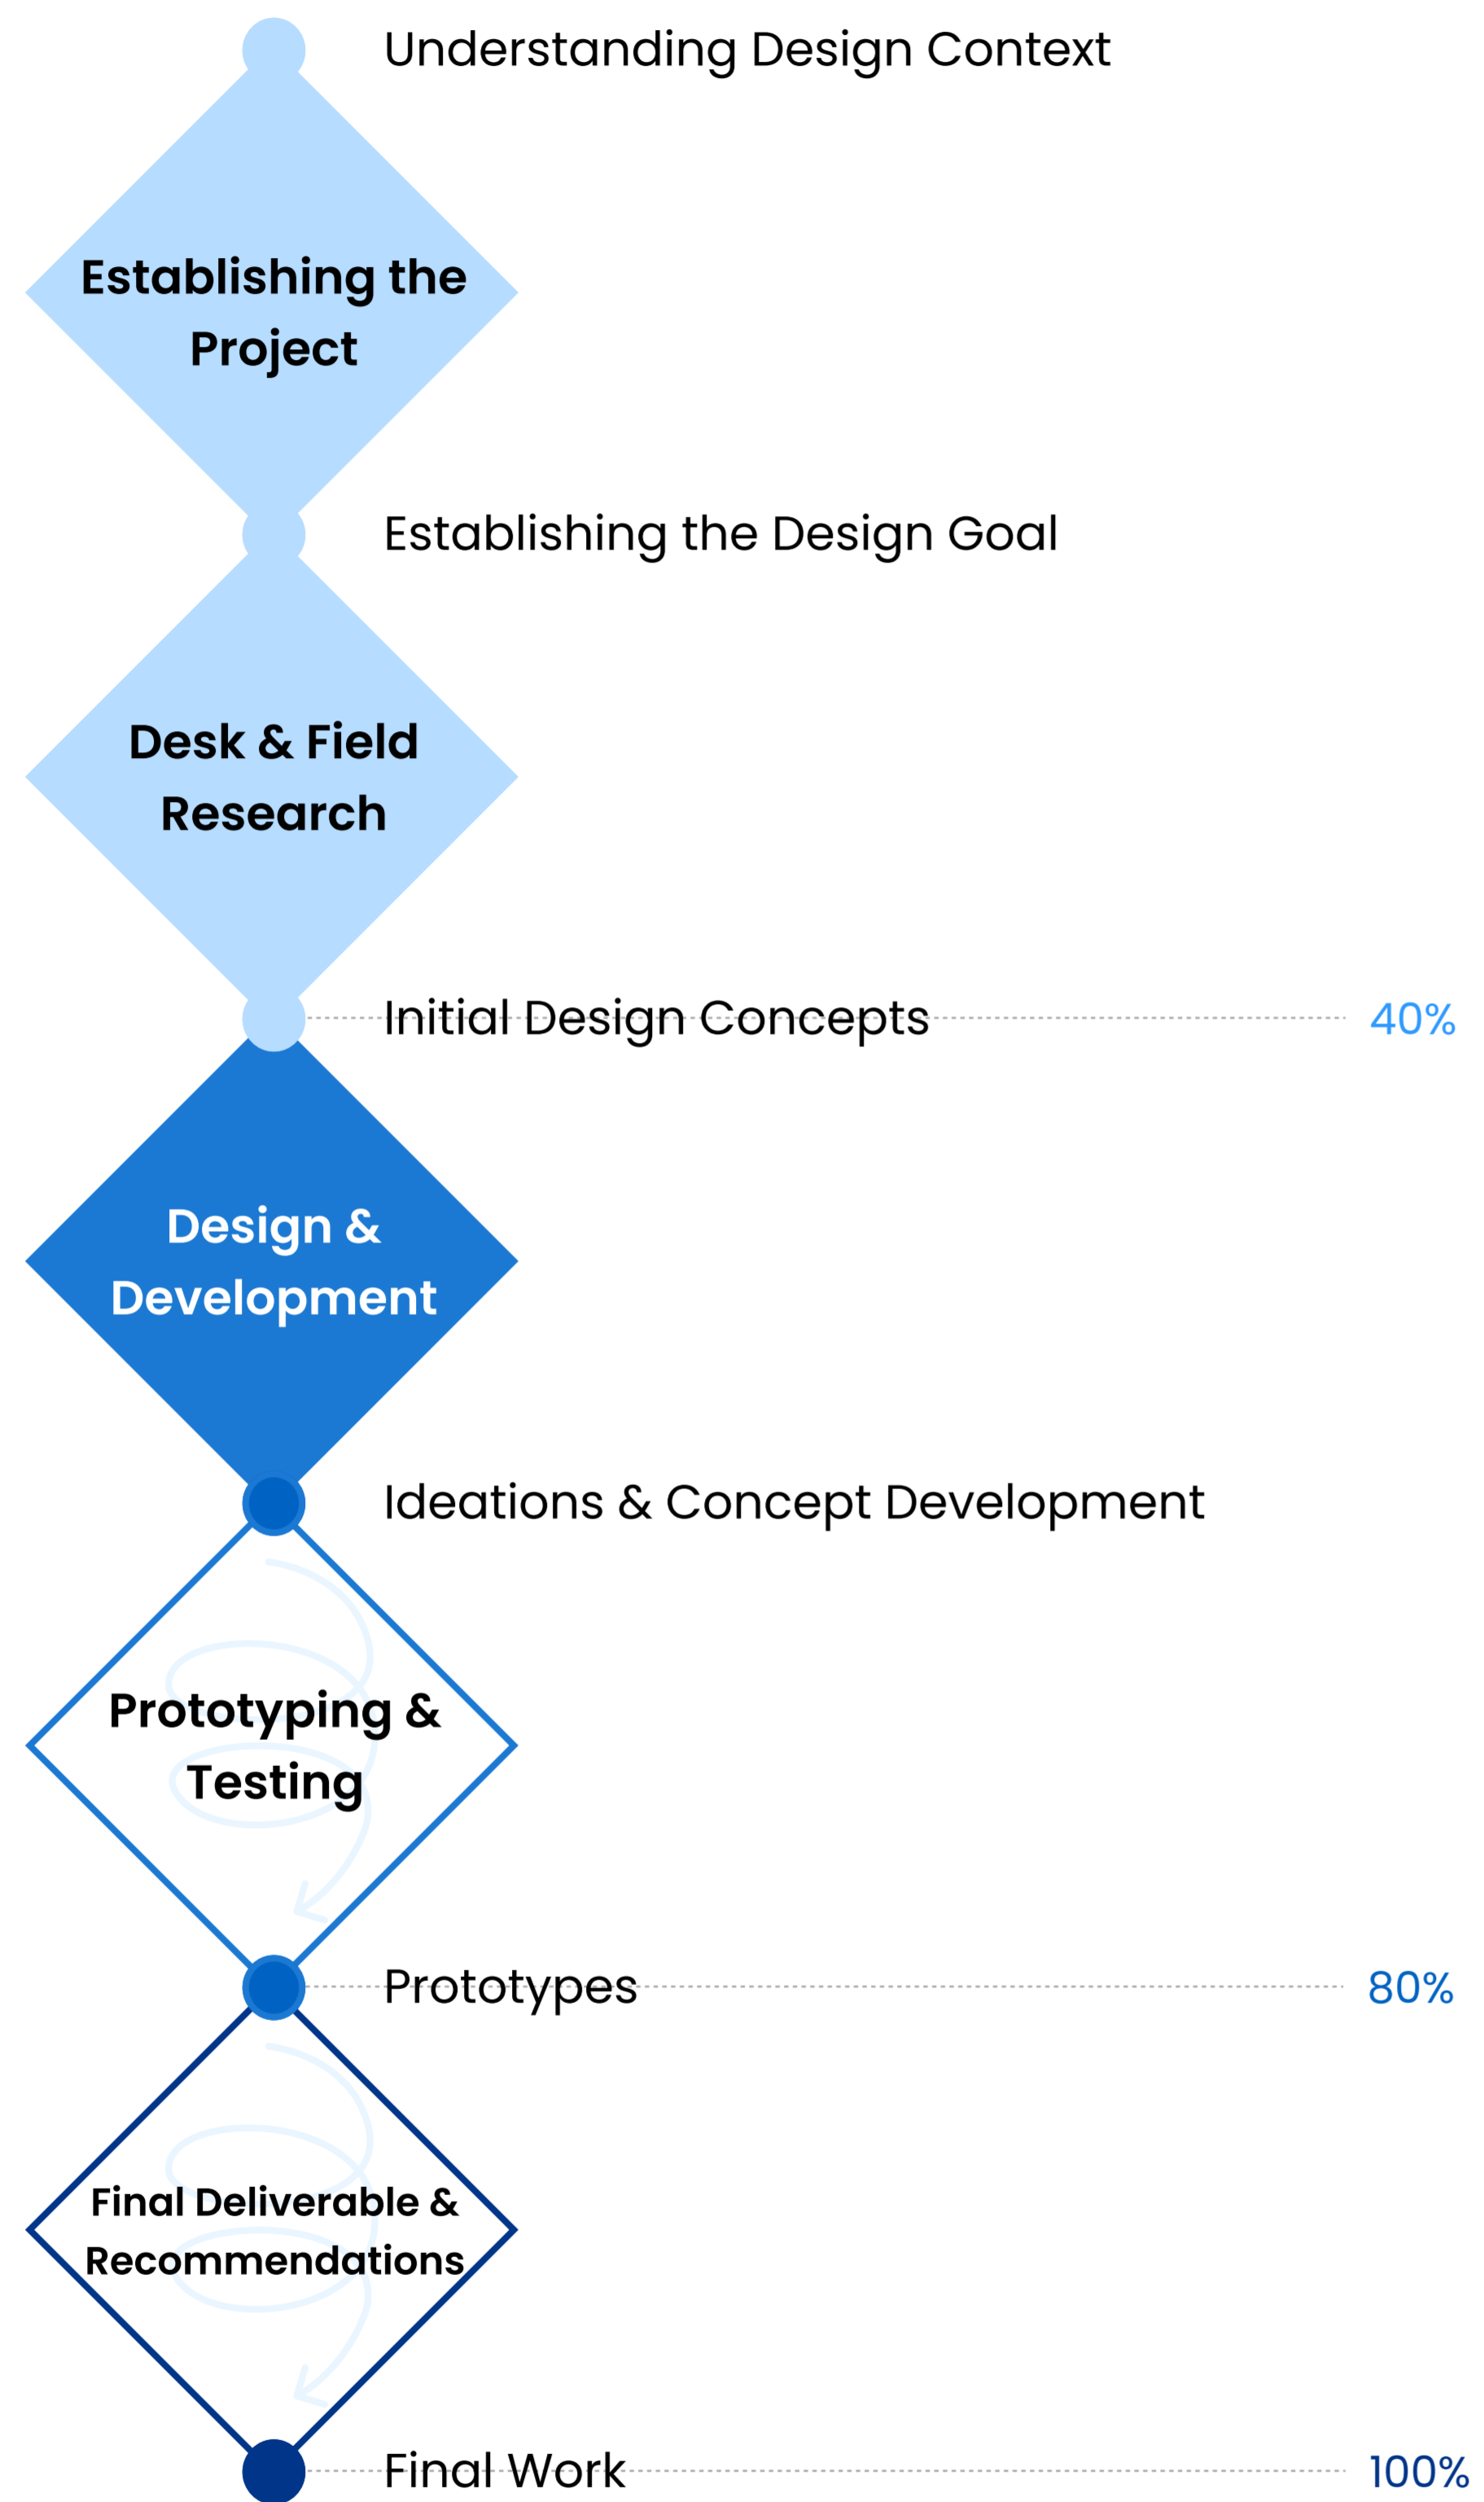 Understanding Design Context
Establishing the
Project
Establishing the Design Goal
Desk & Field
Research
Initial Design Concepts 40%
Design &
Development
Ideations & Concept Development
Prototyping &
Testing
Prototypes 80%
Final Deliverable &
Recommendations
Final Work 100%